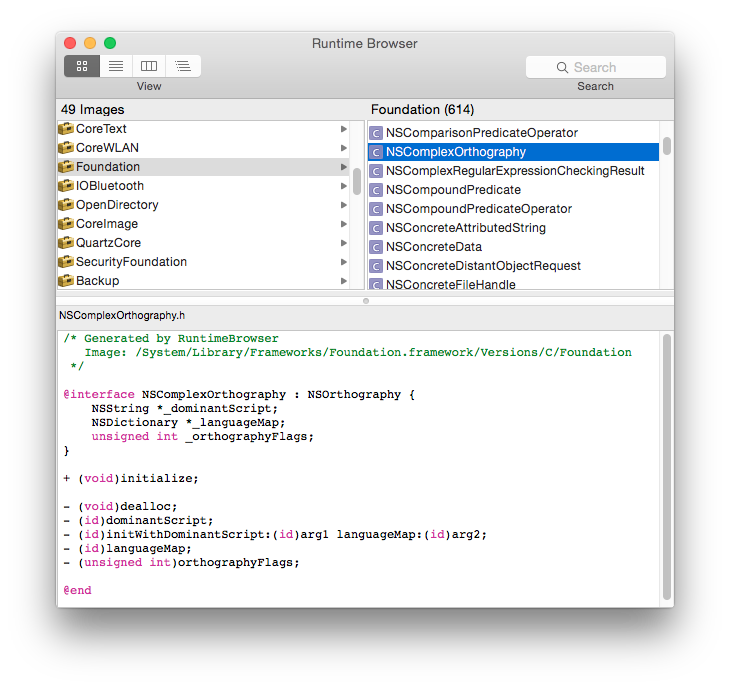 Runtime Browser
Search
View
Search
49 Images
CoreText
CoreWLAN
Foundation
IOBluetooth
OpenDirectory
CoreImage
QuartzCore
SecurityFoundation
Backup
Foundation (614)
C NSComparisonPredicateOperator
C NSComplexOrthography
C NSComplexRegularExpressionCheckingResult
C NSCompoundPredicate
C NSCompoundPredicateOperator
C NSConcreteAttributedString
C NSConcreteData
C NSConcreteDistantObjectRequest
C NSConcreteFileHandle
NSComplexOrthography.h
/* Generated by RuntimeBrowser
   Image: /System/Library/Frameworks/Foundation.framework/Versions/C/Foundation
 */
@interface NSComplexOrthography : NSOrthography {
    NSString *_dominantScript;
    NSDictionary *_languageMap;
    unsigned int _orthographyFlags;
}
+ (void)initialize;
- (void)dealloc;
- (id)dominantScript;
- (id)initWithDominantScript:(id)arg1 languageMap:(id)arg2;
- (id)languageMap;
- (unsigned int)orthographyFlags;
@end